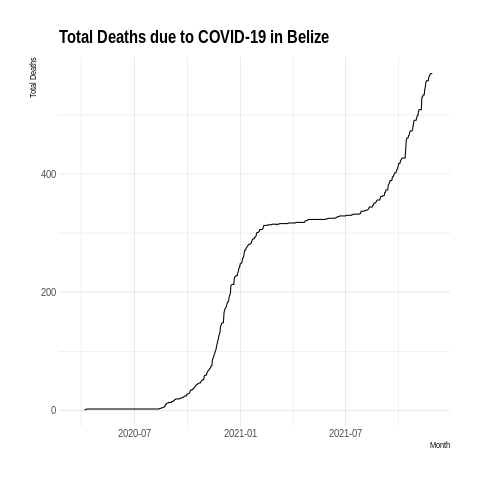 Total Deaths due to COVID-19 in Belize
Total Deaths
400
200
0
2020-07
2021-01
2021-07
Month